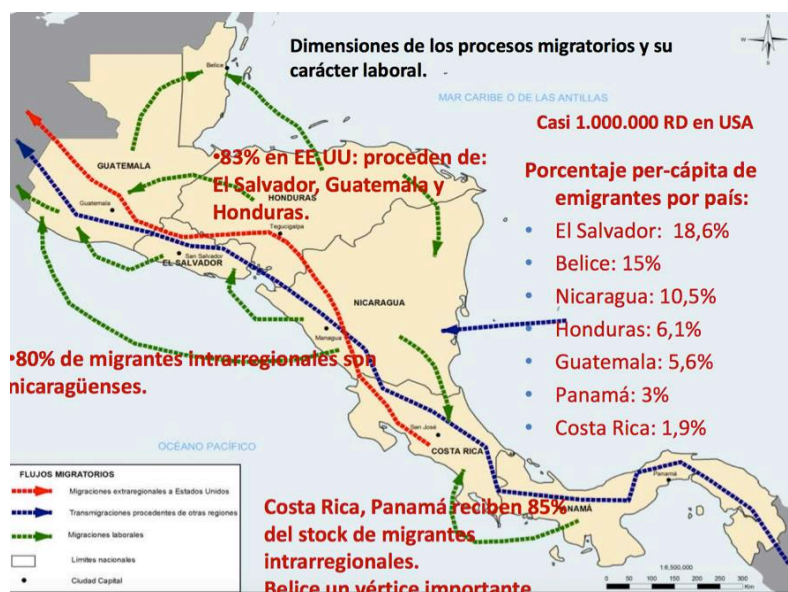 Dimensiones de los procesos migratorios y su
carácter laboral.
N
W
S
Belice
MAR CARIBE O DE LAS ANTILLAS
Casi 1.000.000 RD en USA
•83% en EE UU: proceden de:
El Salvador, Guatemala y
Honduras.
GUATEMALA
Guatemala
HONDURAS
Tegucigalpa
San Salvador
EL SALVADOR
NICARAGUA
Managua
Porcentaje per-cápita de
emigrantes por país:
• El Salvador: 18,6%
• Belice: 15%
• Nicaragua: 10,5%
• Honduras: 6,1%
• Guatemala: 5,6%
• Panamá: 3%
• Costa Rica: 1,9%
•80% de migrantes intrarregionales son
nicaragüenses.
San José
COSTA RICA
OCÉANO PACÍFICO
Panamá
PANAMÁ
FLUJOS MIGRATORIOS
Migraciones extraregionales a Estados Unidos
Transmigraciones procedentes de otras regiones
Migraciones laborales
Límites nacionales
Ciudad Capital
Costa Rica, Panamá reciben 85%
del stock de migrantes
intrarregionales.
Belice un vértice importante
1:6,500,000
0 50 100 150 200 250 300
Km